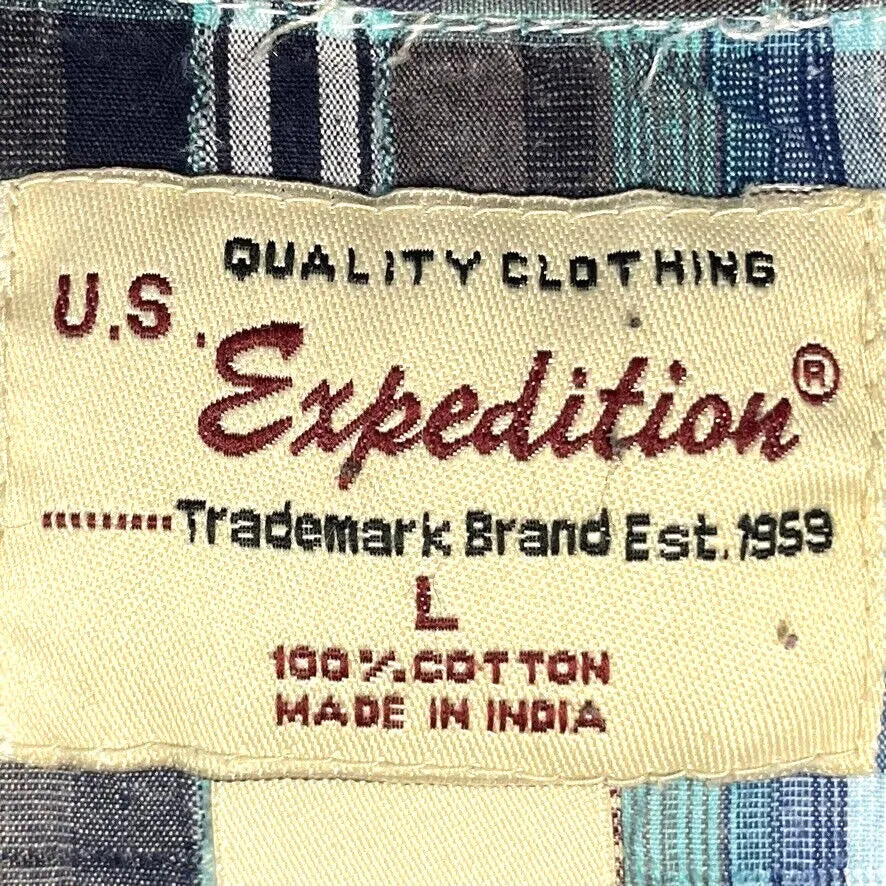 QUALITY CLOTHING
U.S. Expedition®
Trademark Brand Est. 1959
L
100% COTTON
MADE IN INDIA